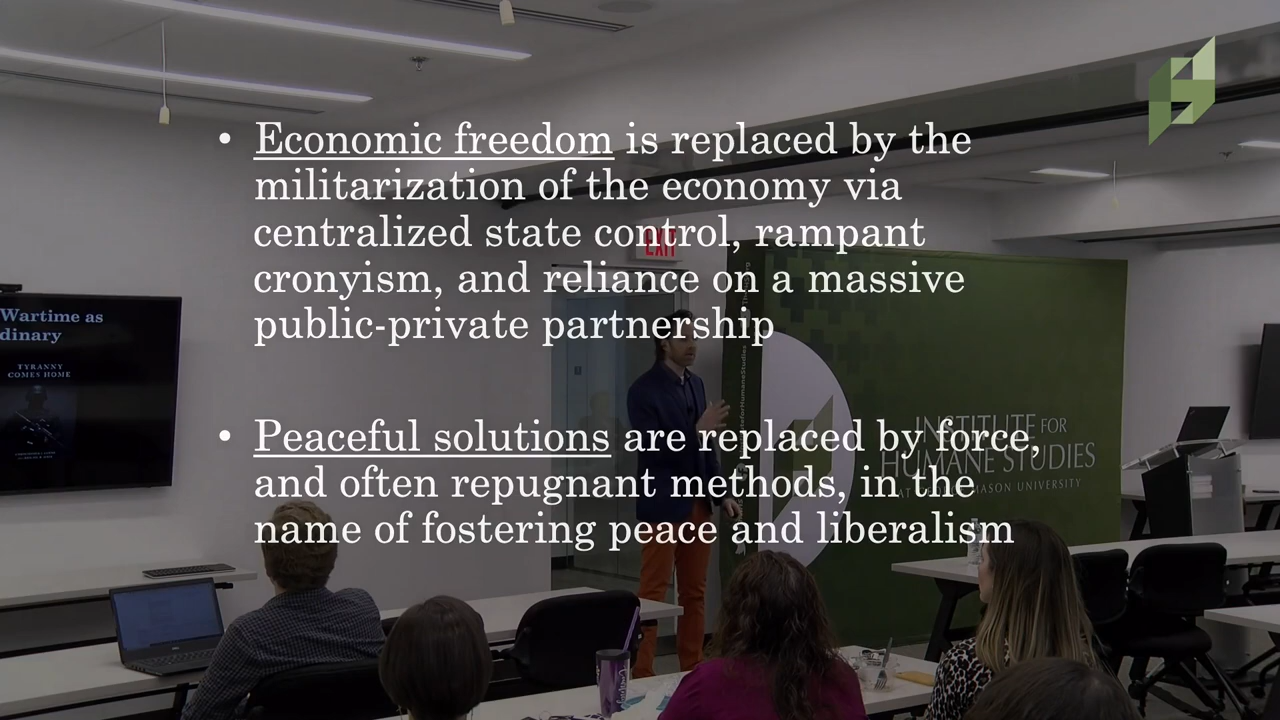 • Economic freedom is replaced by the
militarization of the economy via
centralized state control, rampant
cronyism, and reliance on a massive
public-private partnership
• Peaceful solutions are replaced by force,
and often repugnant methods, in the
name of fostering peace and liberalism
EXIT
Wartime as
dinary
TYRANNY
COMES HOME
INSTITUTE FOR
HUMANE STUDIES
MASON UNIVERSITY